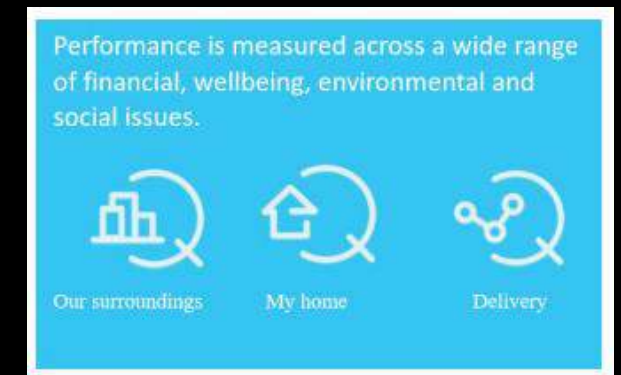 Performance is measured across a wide range
of financial, wellbeing, environmental and
social issues.
Our surroundings
My home
Delivery